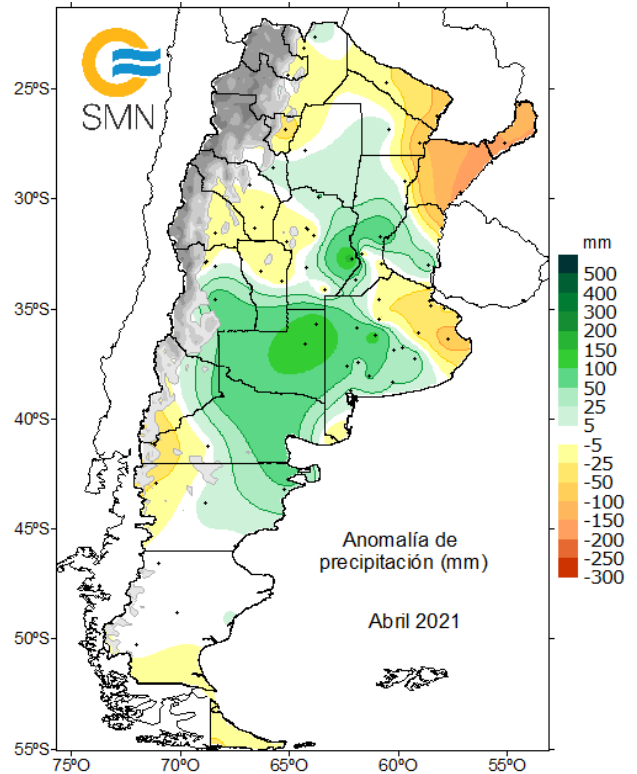 SMN
25ºS
30ºS
35ºS
40ºS
45ºS
50ºS
55ºS
75ºO
70ºO
65ºO
60ºO
55ºO
Anomalía de
precipitación (mm)
Abril 2021
mm
500
400
300
200
150
100
50
25
5
-5
-25
-50
-100
-150
-200
-250
-300